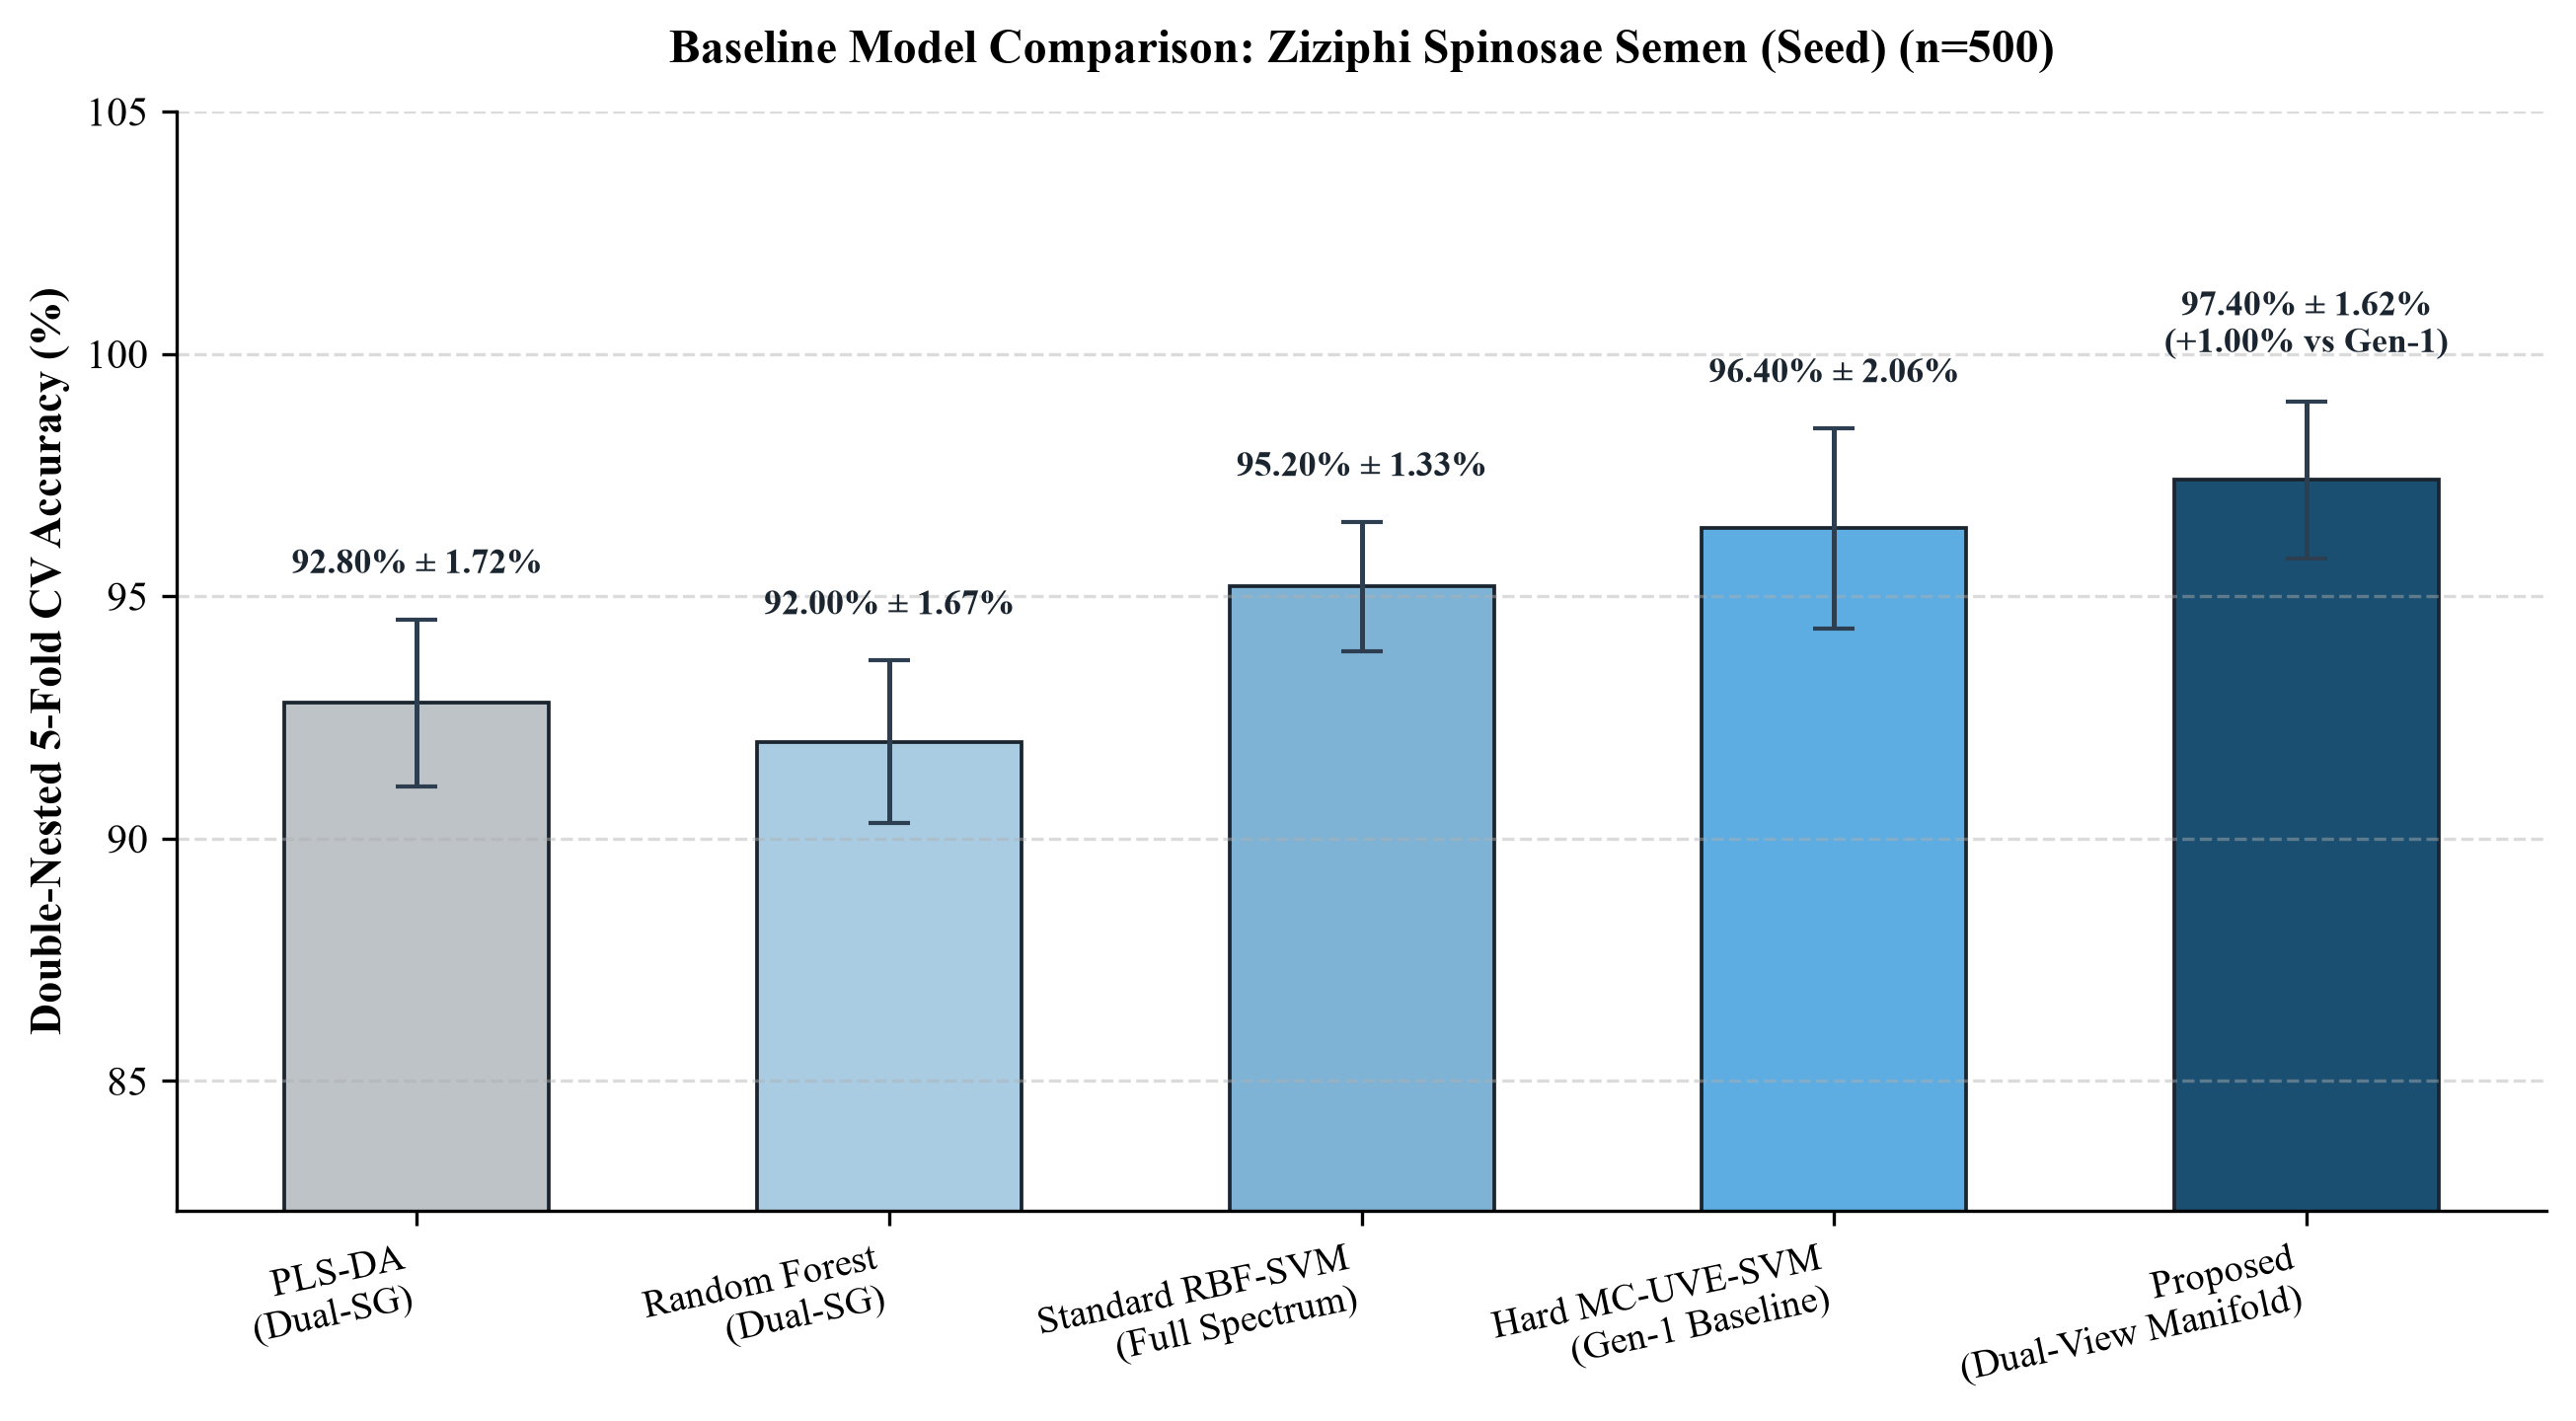 Baseline Model Comparison: Ziziphi Spinosae Semen (Seed) (n=500)
Double-Nested 5-Fold CV Accuracy (%)
105
100
95
90
85
92.80% ± 1.72%
92.00% ± 1.67%
95.20% ± 1.33%
96.40% ± 2.06%
97.40% ± 1.62%
(+1.00% vs Gen-1)
PLS-DA
(Dual-SG)
Random Forest
(Dual-SG)
Standard RBF-SVM
(Full Spectrum)
Hard MC-UVE-SVM
(Gen-1 Baseline)
Proposed
(Dual-View Manifold)